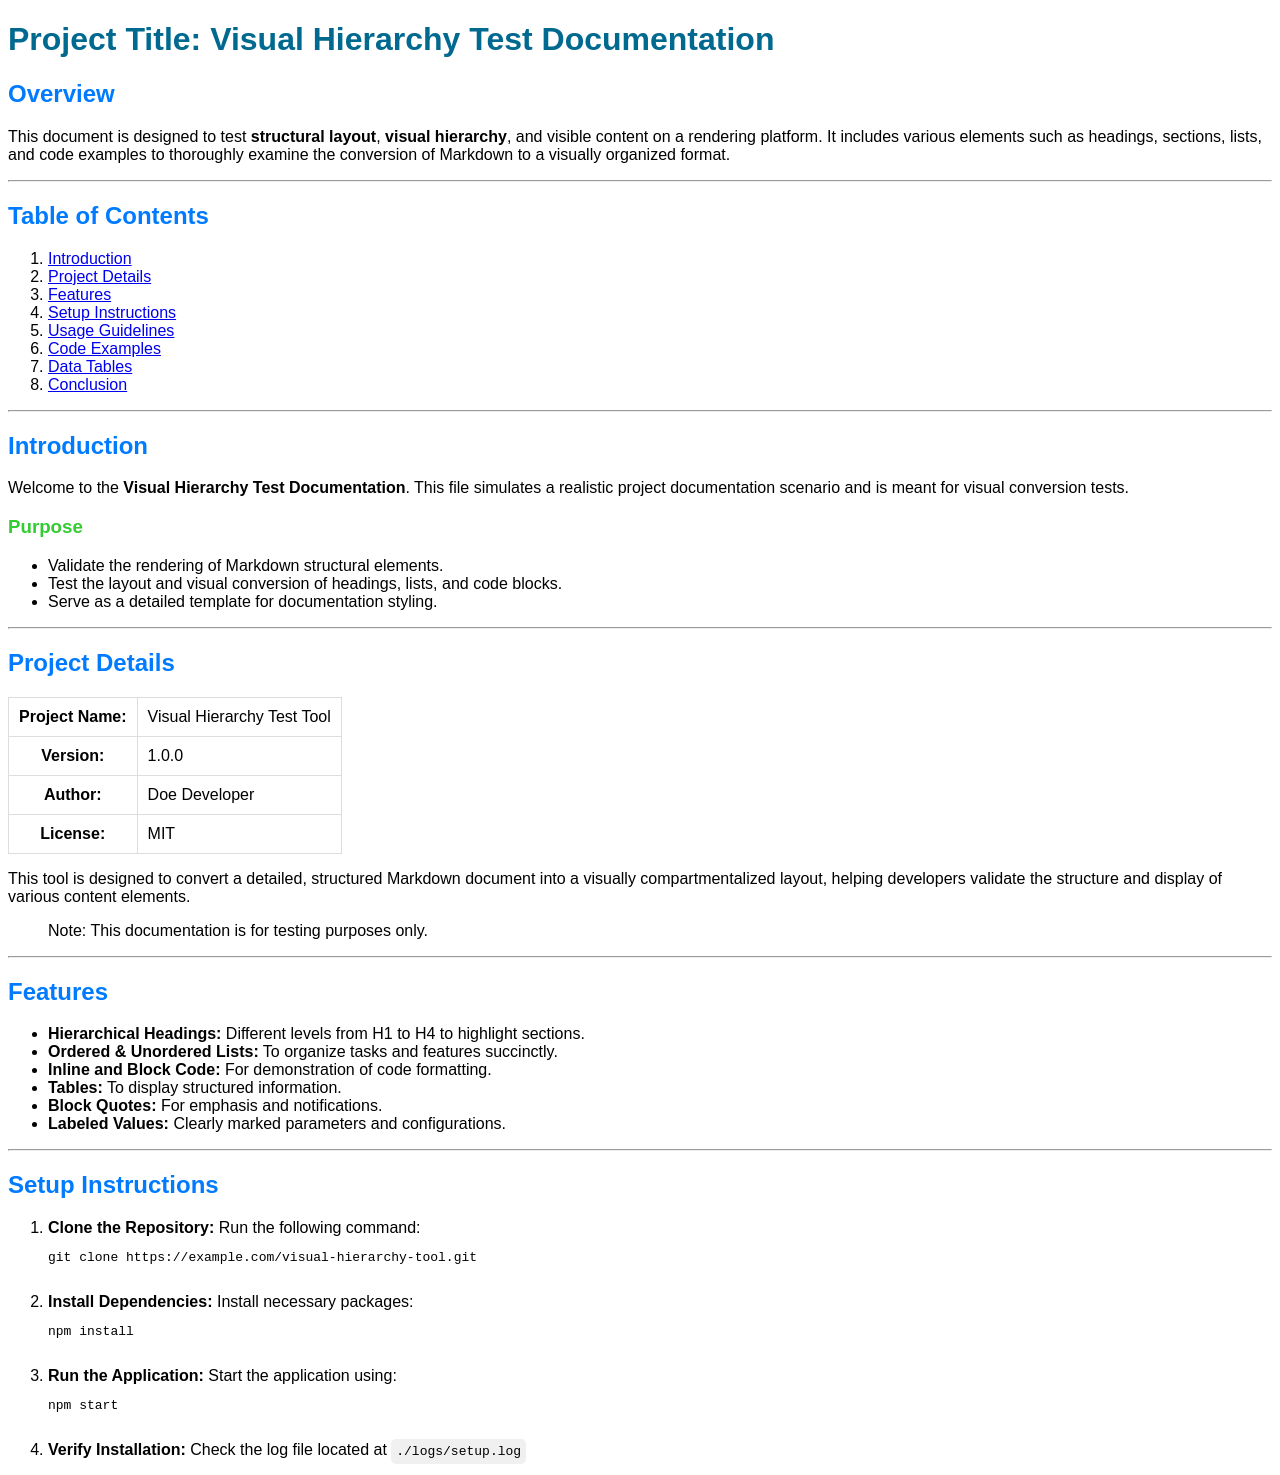 Project Title: Visual Hierarchy Test Documentation
Overview
This document is designed to test structural layout, visual hierarchy, and visible content on a rendering platform. It includes various elements such as headings, sections, lists,
and code examples to thoroughly examine the conversion of Markdown to a visually organized format.
Table of Contents
1. Introduction
2. Project Details
3. Features
4. Setup Instructions
5. Usage Guidelines
6. Code Examples
7. Data Tables
8. Conclusion
Introduction
Welcome to the Visual Hierarchy Test Documentation. This file simulates a realistic project documentation scenario and is meant for visual conversion tests.
Purpose
• Validate the rendering of Markdown structural elements.
• Test the layout and visual conversion of headings, lists, and code blocks.
• Serve as a detailed template for documentation styling.
Project Details
Project Name: Visual Hierarchy Test Tool
Version: 1.0.0
Author: Doe Developer
License: MIT
This tool is designed to convert a detailed, structured Markdown document into a visually compartmentalized layout, helping developers validate the structure and display of
various content elements.
Note: This documentation is for testing purposes only.
Features
• Hierarchical Headings: Different levels from H1 to H4 to highlight sections.
• Ordered & Unordered Lists: To organize tasks and features succinctly.
• Inline and Block Code: For demonstration of code formatting.
• Tables: To display structured information.
• Block Quotes: For emphasis and notifications.
• Labeled Values: Clearly marked parameters and configurations.
Setup Instructions
1. Clone the Repository: Run the following command:
git clone https://example.com/visual-hierarchy-tool.git
2. Install Dependencies: Install necessary packages:
npm install
3. Run the Application: Start the application using:
npm start
4. Verify Installation: Check the log file located at ./logs/setup.log